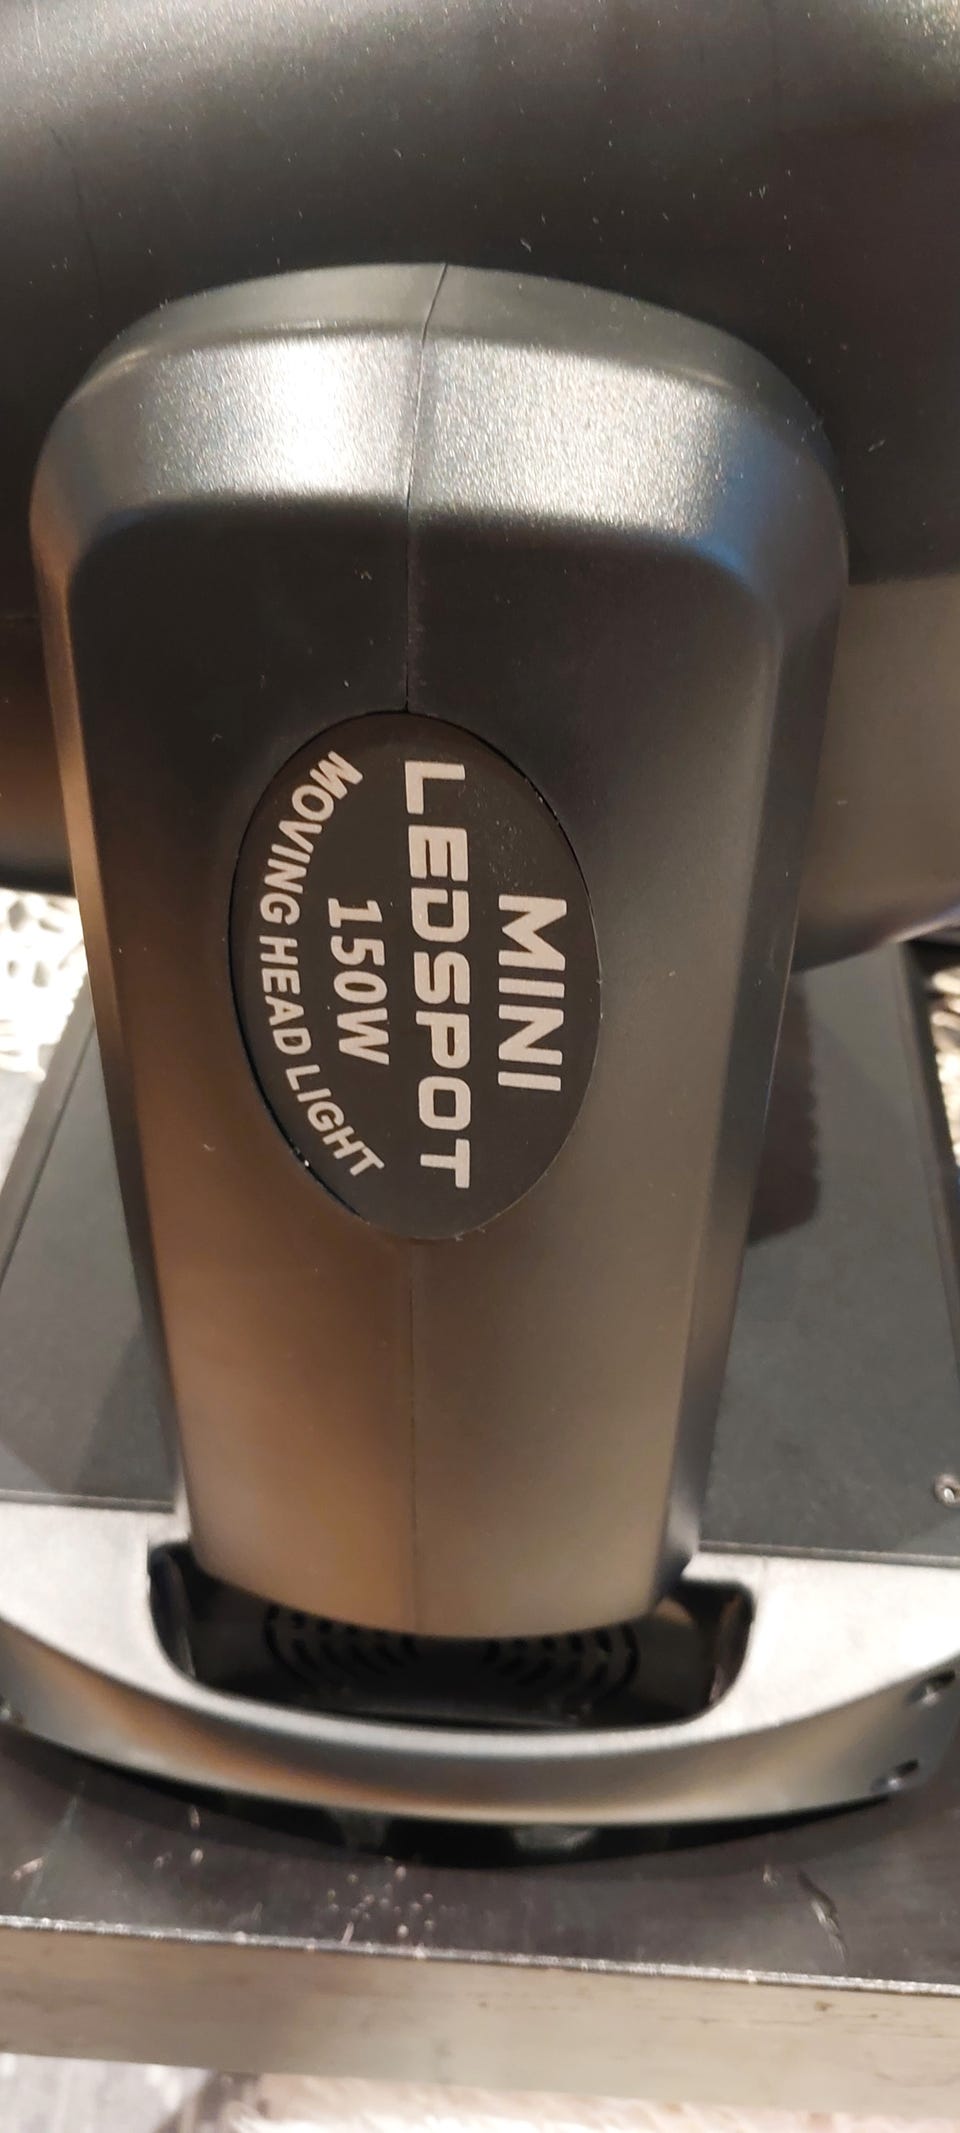 MINI
LEDSPOT
150W
MOVING HEAD LIGHT